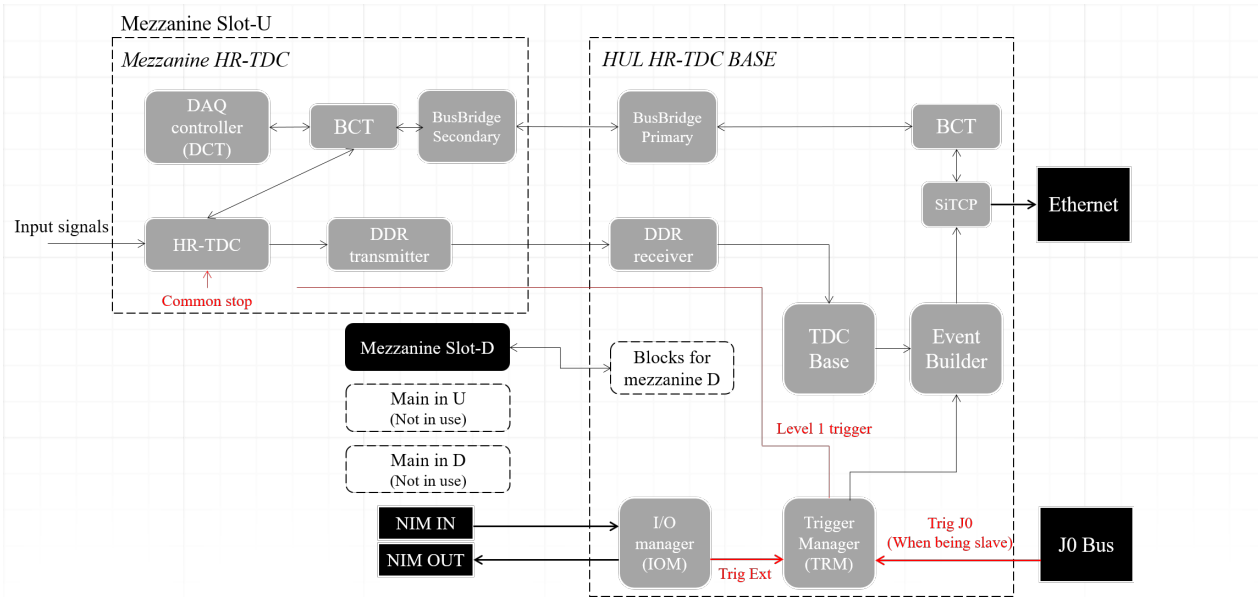 Mezzanine Slot-U
Mezzanine HR-TDC
HUL HR-TDC BASE
DAQ
controller
(DCT)
BCT
BusBridge
Secondary
BusBridge
Primary
BCT
SiTCP
Ethernet
Input signals
HR-TDC
DDR
transmitter
DDR
receiver
Common stop
TDC
Base
Event
Builder
Mezzanine Slot-D
Blocks for
mezzanine D
Main in U
(Not in use)
Level 1 trigger
Main in D
(Not in use)
NIM IN
NIM OUT
I/O
manager
(IOM)
Trig Ext
Trigger
Manager
(TRM)
Trig J0
(When being slave)
J0 Bus